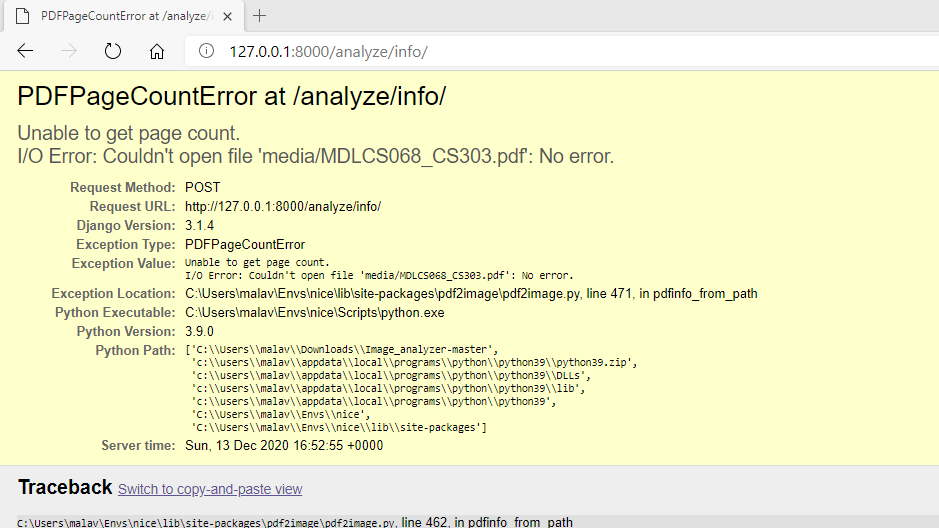 PDFPageCountError at /analyze/i
127.0.0.1:8000/analyze/info/
PDFPageCountError at /analyze/info/
Unable to get page count.
I/O Error: Couldn't open file 'media/MDLCS068_CS303.pdf': No error.
Request Method: POST
Request URL: http://127.0.0.1:8000/analyze/info/
Django Version: 3.1.4
Exception Type: PDFPageCountError
Exception Value: Unable to get page count.
I/O Error: Couldn't open file 'media/MDLCS068_CS303.pdf': No error.
Exception Location: C:\Users\malav\Envs\nice\lib\site-packages\pdf2image\pdf2image.py, line 471, in pdfinfo_from_path
Python Executable: C:\Users\malav\Envs\nice\Scripts\python.exe
Python Version: 3.9.0
Python Path: ['C:\\Users\\malav\\Downloads\\Image_analyzer-master',
'c:\\users\\malav\\appdata\\local\\programs\\python\\python39\\python39.zip',
'c:\\users\\malav\\appdata\\local\\programs\\python\\python39\\DLLs',
'c:\\users\\malav\\appdata\\local\\programs\\python\\python39\\lib',
'c:\\users\\malav\\appdata\\local\\programs\\python\\python39',
'C:\\Users\\malav\\Envs\\nice',
'C:\\Users\\malav\\Envs\\nice\\lib\\site-packages']
Server time: Sun, 13 Dec 2020 16:52:55 +0000
Traceback Switch to copy-and-paste view
C:\Users\malav\Envs\nice\lib\site-packages\pdf2image\pdf2image.py, line 462, in pdfinfo_from_path